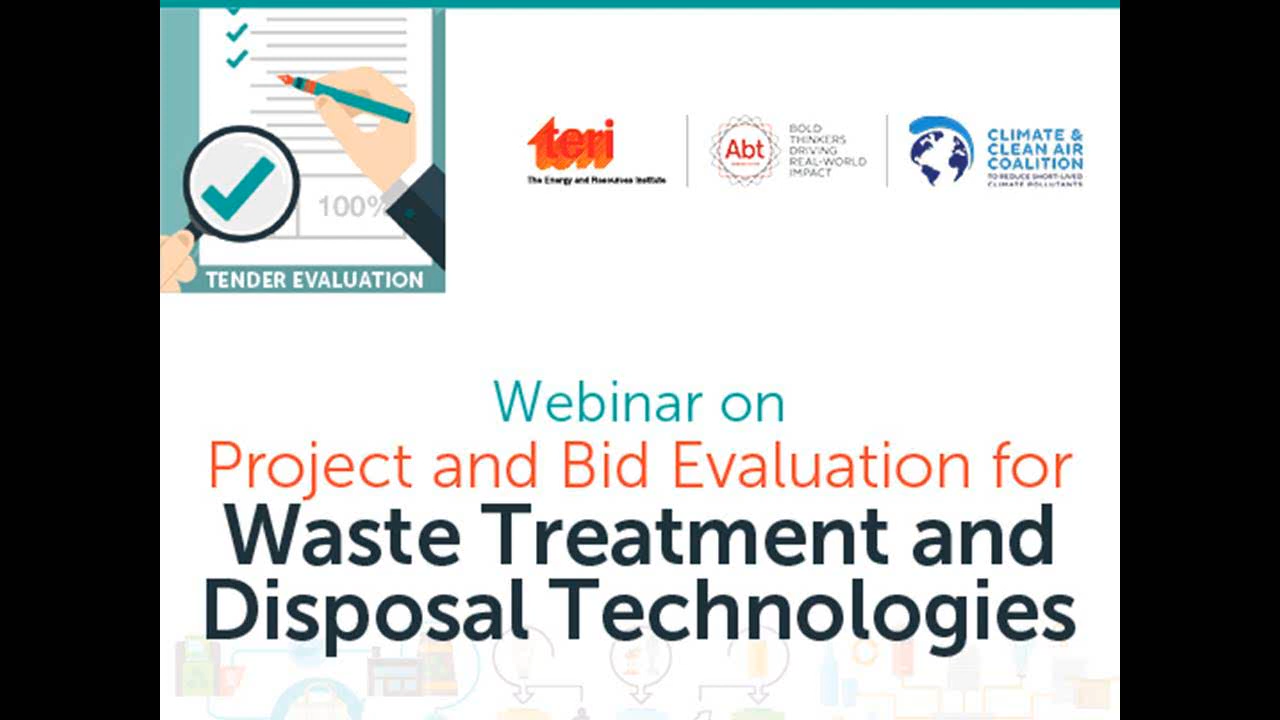 100%
TENDER EVALUATION
teri
The Energy and Resources Institute
Abt
BOLD
THINKERS
DRIVING
REAL-WORLD
IMPACT
CLIMATE &
CLEAN AIR
COALITION
TO REDUCE SHORT-LIVED
CLIMATE POLLUTANTS
Webinar on
Project and Bid Evaluation for
Waste Treatment and
Disposal Technologies